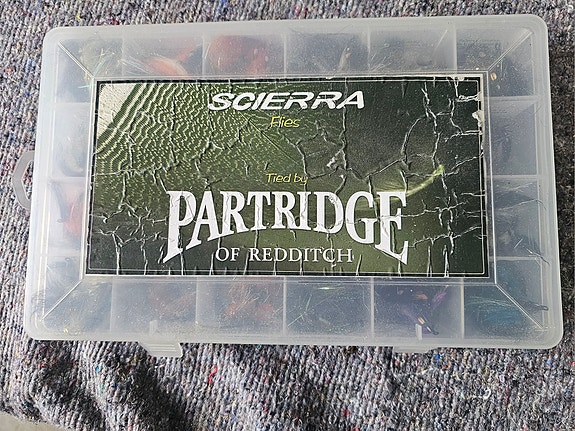 SCIERRA
Flies
Tied by
PARTRIDGE
OF REDDITCH